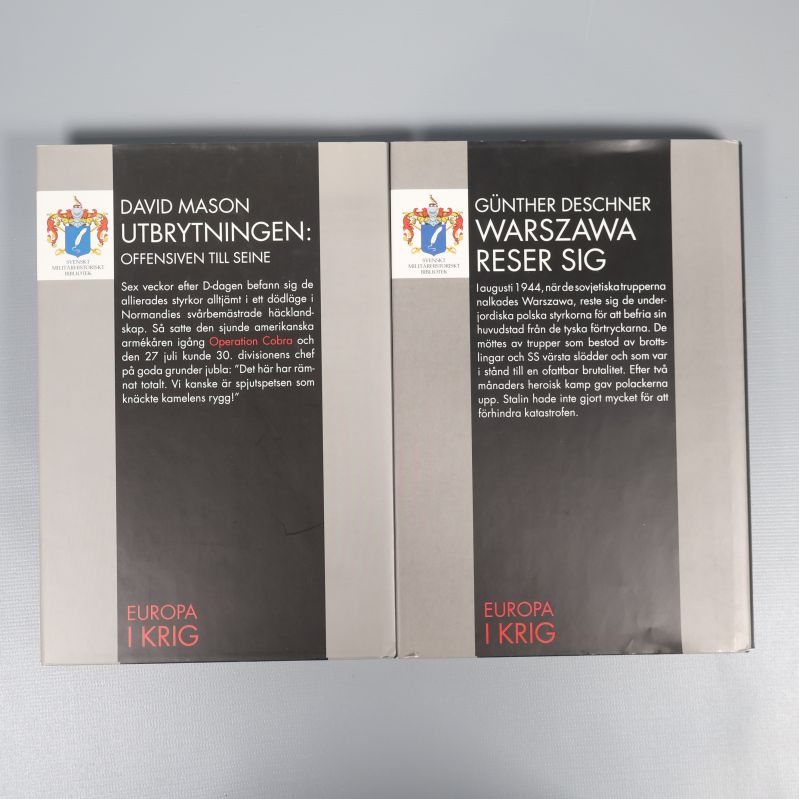 SVENSKT
MILITÄRHISTORISKT
BIBLIOTEK
DAVID MASON
UTBRYTNINGEN:
OFFENSIVEN TILL SEINE
Sex veckor efter D-dagen befann sig de
allierades styrkor alltjämt i ett dödläge i
Normandies svårbemästrade häckland-
skap. Så satte den sjunde amerikanska
armékåren igång Operation Cobra och
den 27 juli kunde 30. divisionens chef
på goda grunder jubla: ”Det här har räm-
nat totalt. Vi kanske är spjutspetsen som
knäckte kamelens rygg!”
EUROPA
I KRIG
SVENSKT
MILITÄRHISTORISKT
BIBLIOTEK
GÜNTHER DESCHNER
WARSZAWA
RESER SIG
I augusti 1944, när de sovjetiska trupperna
nalkades Warszawa, reste sig de under-
jordiska polska styrkorna för att befria sin
huvudstad från de tyska förtryckarna. De
möttes av trupper som bestod av brotts-
lingar och SS värsta slödder och som var
i stånd till en ofattbar brutalitet. Efter två
månaders heroisk kamp gav polackerna
upp. Stalin hade inte gjort mycket för att
förhindra katastrofen.
EUROPA
I KRIG